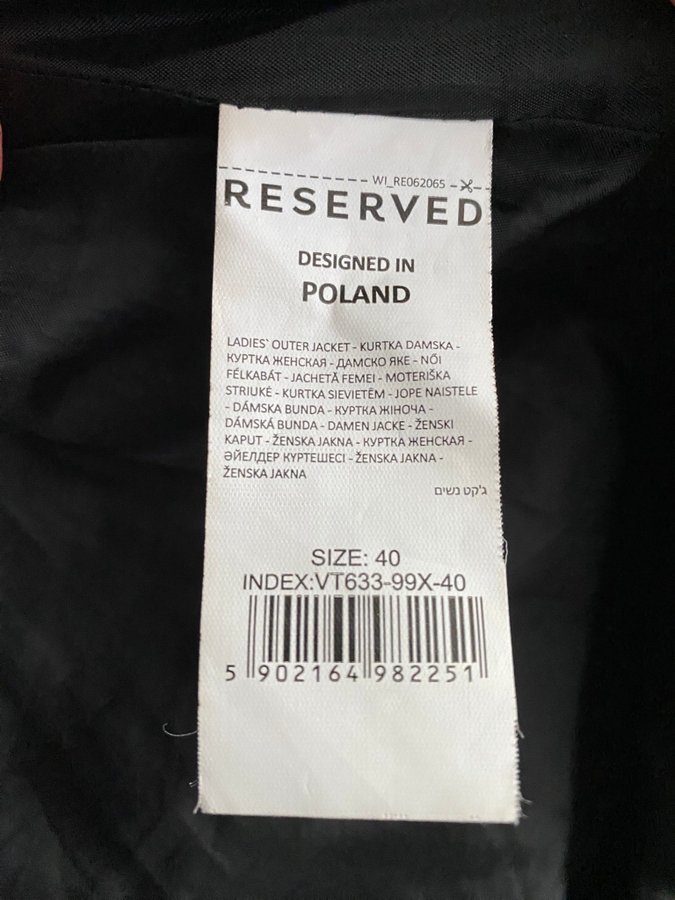 WI_RE062065
RESERVED
DESIGNED IN
POLAND
LADIES` OUTER JACKET - KURTKA DAMSKA -
КУРТКА ЖЕНСКАЯ - ДАМСКО ЯКЕ - NŐI
FÉLKABÁT - JACHETĂ FEMEI - MOTERIŠKA
STRIUKĖ - KURTKA SIEVIETĒM - JOPE NAISTELE
- DÁMSKA BUNDA - КУРТКА ЖІНОЧА -
DÁMSKÁ BUNDA - DAMEN JACKE - ŽENSKI
KAPUT - ŽENSKA JAKNA - КУРТКА ЖЕНСКАЯ -
ӘЙЕЛДЕР КҮРТЕШЕСІ - ŽENSKA JAKNA -
ŽENSKA JAKNA
ג'קט נשים
SIZE: 40
INDEX:VT633-99X-40
5 902164 982251